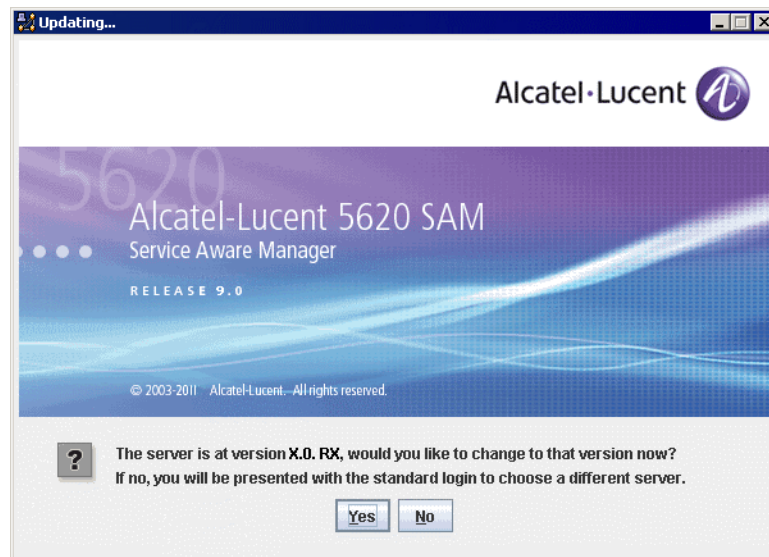 Updating...
Alcatel·Lucent
5620
Alcatel-Lucent 5620 SAM
Service Aware Manager
RELEASE 9.0
© 2003-2011 Alcatel-Lucent. All rights reserved.
The server is at version X.0. RX, would you like to change to that version now?
If no, you will be presented with the standard login to choose a different server.
Yes No